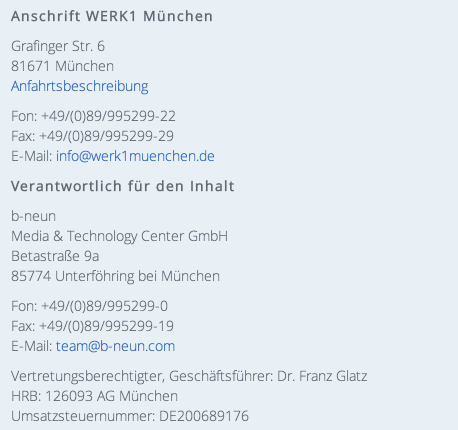 Anschrift WERK1 München
Grafinger Str. 6
81671 München
Anfahrtsbeschreibung
Fon: +49/(0)89/995299-22
Fax: +49/(0)89/995299-29
E-Mail: info@werk1muenchen.de
Verantwortlich für den Inhalt
b-neun
Media & Technology Center GmbH
Betastraße 9a
85774 Unterföhring bei München
Fon: +49/(0)89/995299-0
Fax: +49/(0)89/995299-19
E-Mail: team@b-neun.com
Vertretungsberechtigter, Geschäftsführer: Dr. Franz Glatz
HRB: 126093 AG München
Umsatzsteuernummer: DE200689176